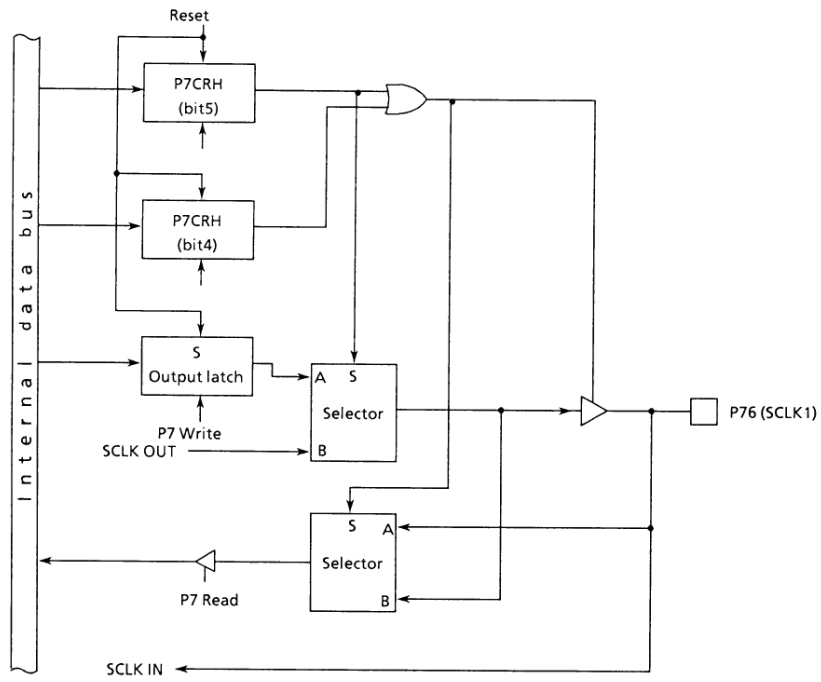 Reset
P7CRH
(bit5)
P7CRH
(bit4)
Internal data bus
S
Output latch
A
S
Selector
B
P7 Write
SCLK OUT
P76 (SCLK1)
S
A
Selector
B
P7 Read
SCLK IN